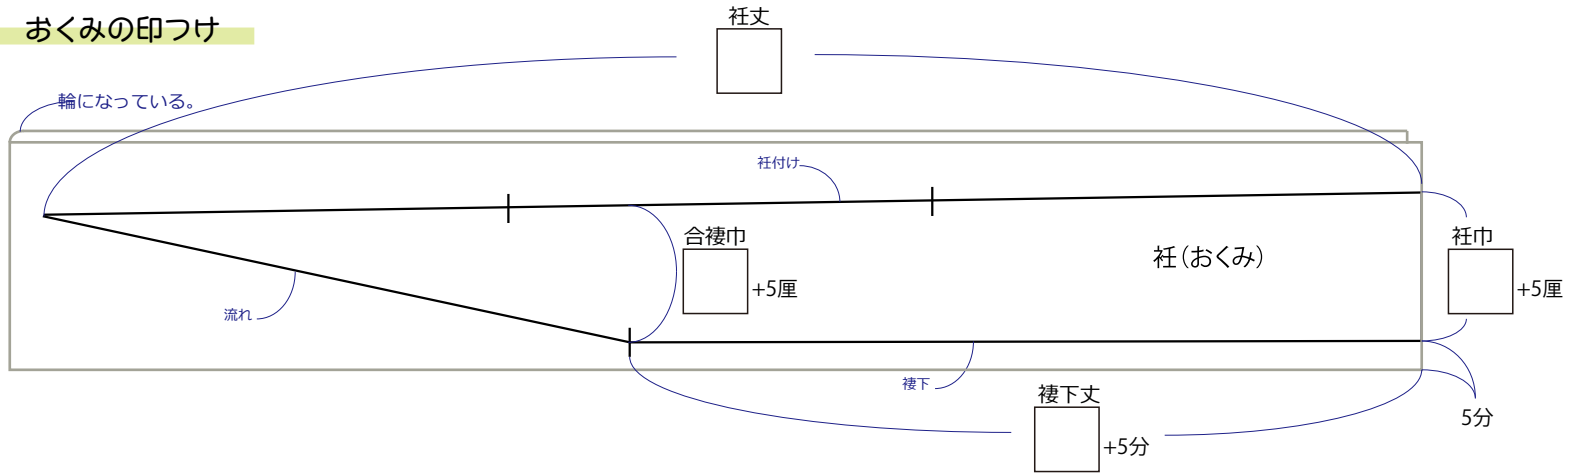 おくみの印つけ
衽丈
輪になっている。
衽付け
合褄巾
+5厘
衽(おくみ)
衽巾
+5厘
流れ
褄下
褄下丈
+5分
5分